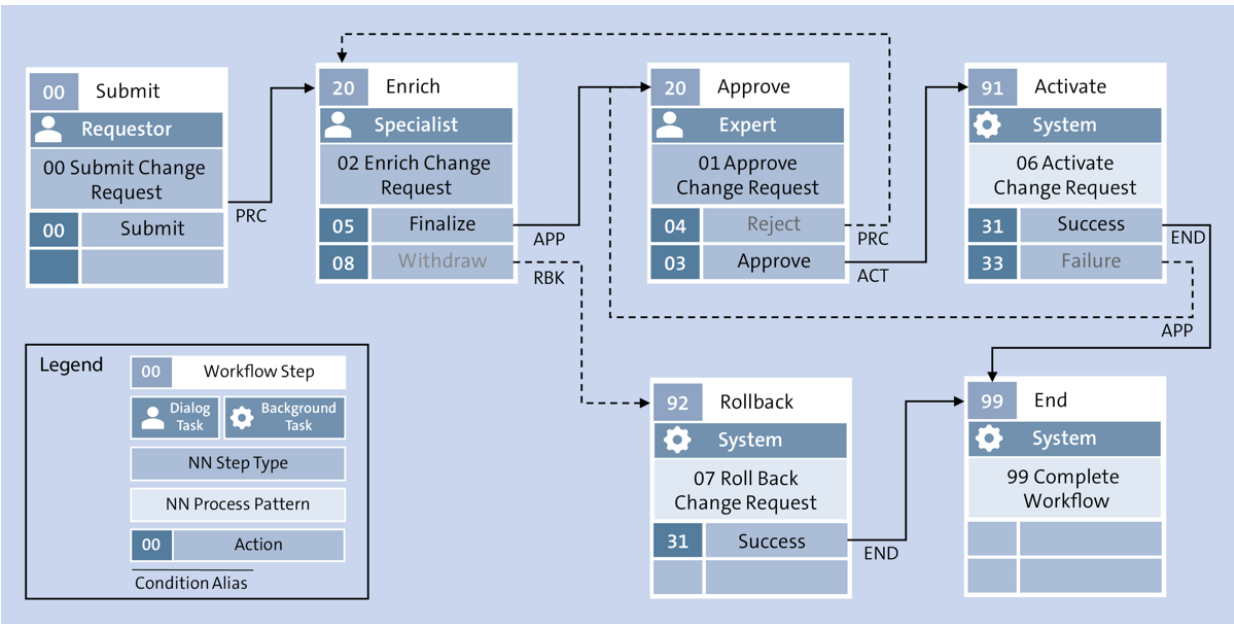 00 Submit
Requestor
00 Submit Change
Request
00 Submit
PRC
20 Enrich
Specialist
02 Enrich Change
Request
05 Finalize
08 Withdraw
APP
RBK
20 Approve
Expert
01 Approve
Change Request
04 Reject
03 Approve
PRC
ACT
91 Activate
System
06 Activate
Change Request
31 Success
33 Failure
END
APP
Legend
00 Workflow Step
Dialog
Task
Background
Task
NN Step Type
NN Process Pattern
00 Action
Condition Alias
92 Rollback
System
07 Roll Back
Change Request
31 Success
END
99 End
System
99 Complete
Workflow